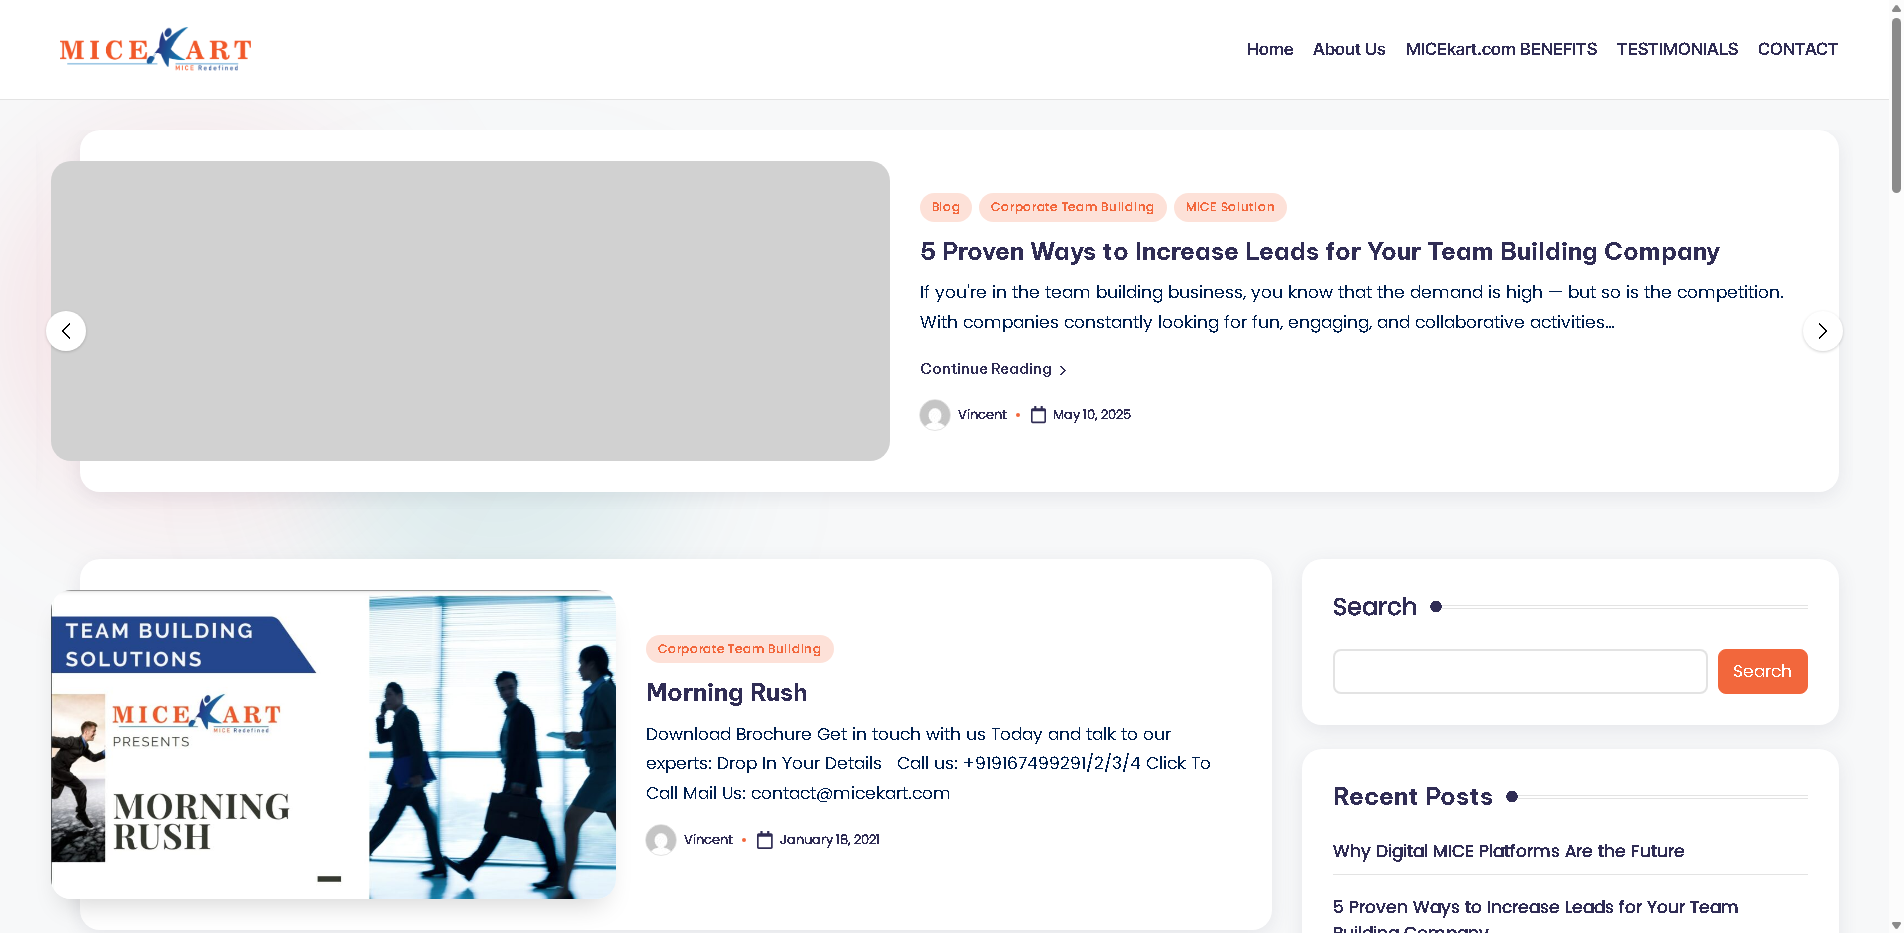 MICEKART
MICE Redefined
Home
About Us
MICEkart.com BENEFITS
TESTIMONIALS
CONTACT
Blog
Corporate Team Building
MICE Solution
5 Proven Ways to Increase Leads for Your Team Building Company
If you're in the team building business, you know that the demand is high — but so is the competition.
With companies constantly looking for fun, engaging, and collaborative activities…
Continue Reading
Vincent
May 10, 2025
TEAM BUILDING
SOLUTIONS
MICEKART
MICE Redefined
PRESENTS
MORNING
RUSH
Corporate Team Building
Morning Rush
Download Brochure Get in touch with us Today and talk to our
experts: Drop In Your Details   Call us: +919167499291/2/3/4 Click To
Call Mail Us: contact@micekart.com
Vincent
January 18, 2021
Search
Search
Recent Posts
Why Digital MICE Platforms Are the Future
5 Proven Ways to Increase Leads for Your Team
Building Company